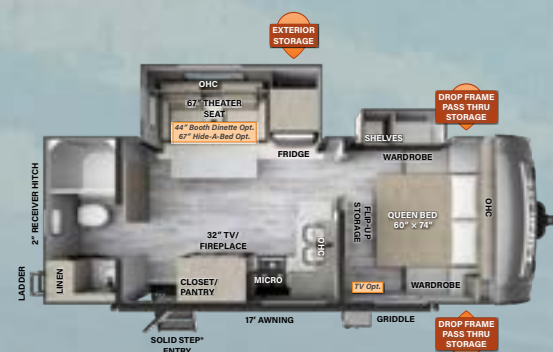 EXTERIOR
STORAGE
DROP FRAME
PASS THRU
STORAGE
OHC
67" THEATER
SEAT
44" Booth Dinette Opt.
67" Hide-A-Bed Opt.
FRIDGE
SHELVES
WARDROBE
2" RECEIVER HITCH
LADDER
LINEN
32" TV/
FIREPLACE
CLOSET/
PANTRY
MICRO
OHC
FLIP-UP
STORAGE
QUEEN BED
60" x 74"
OHC
TV Opt.
WARDROBE
SOLID STEP®
ENTRY
17' AWNING
GRIDDLE
DROP FRAME
PASS THRU
STORAGE